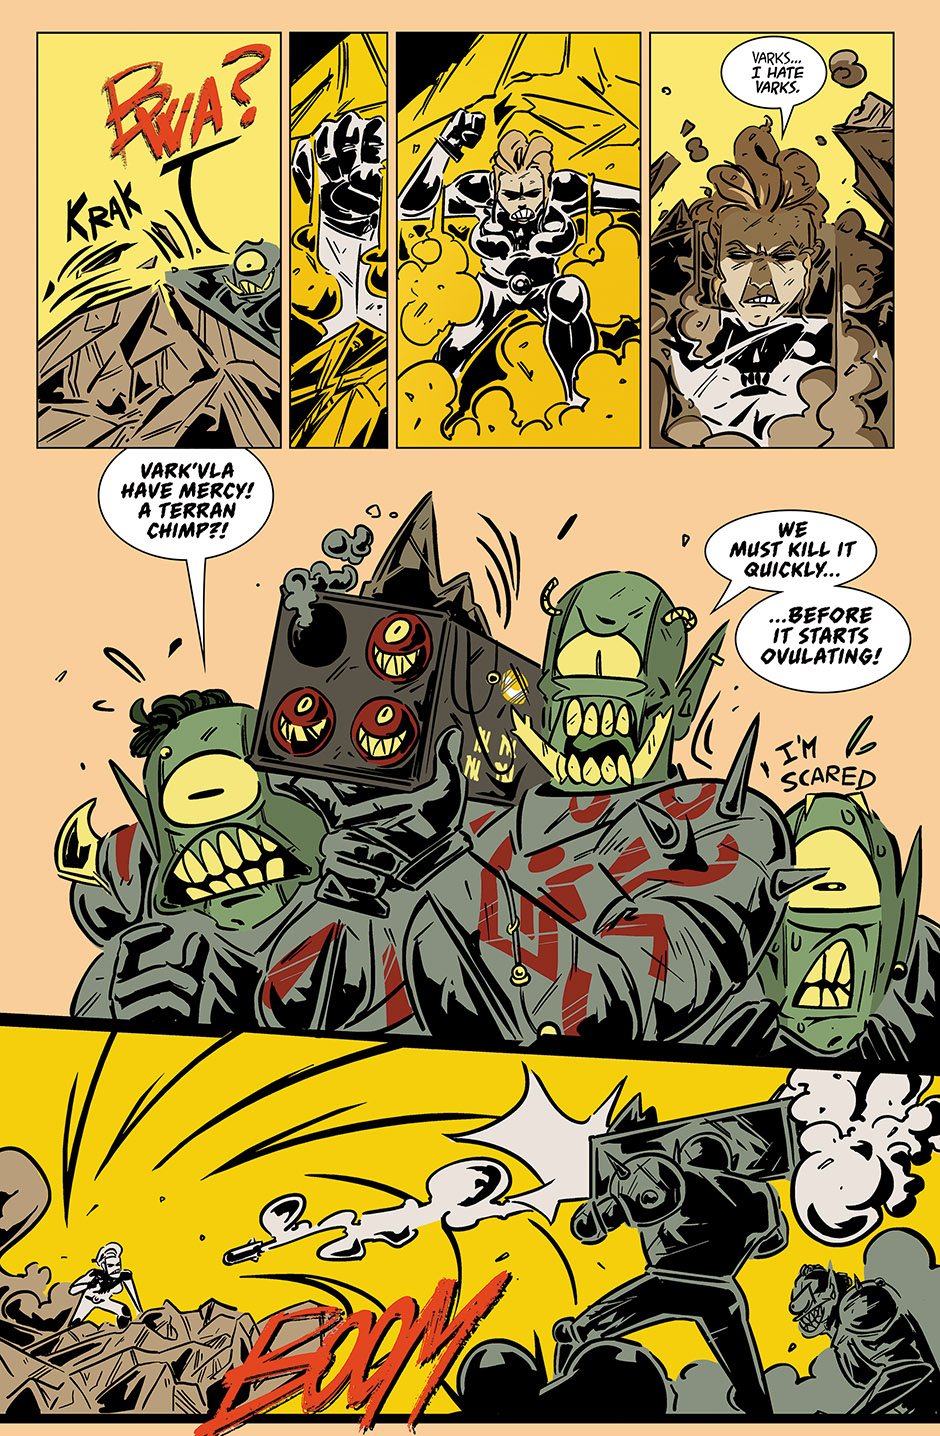 BWA?
KRAK
VARKS...
I HATE
VARKS.
VARK'VLA
HAVE MERCY!
A TERRAN
CHIMP?!
WE
MUST KILL IT
QUICKLY...
...BEFORE
IT STARTS
OVULATING!
I'M
SCARED
BOOM